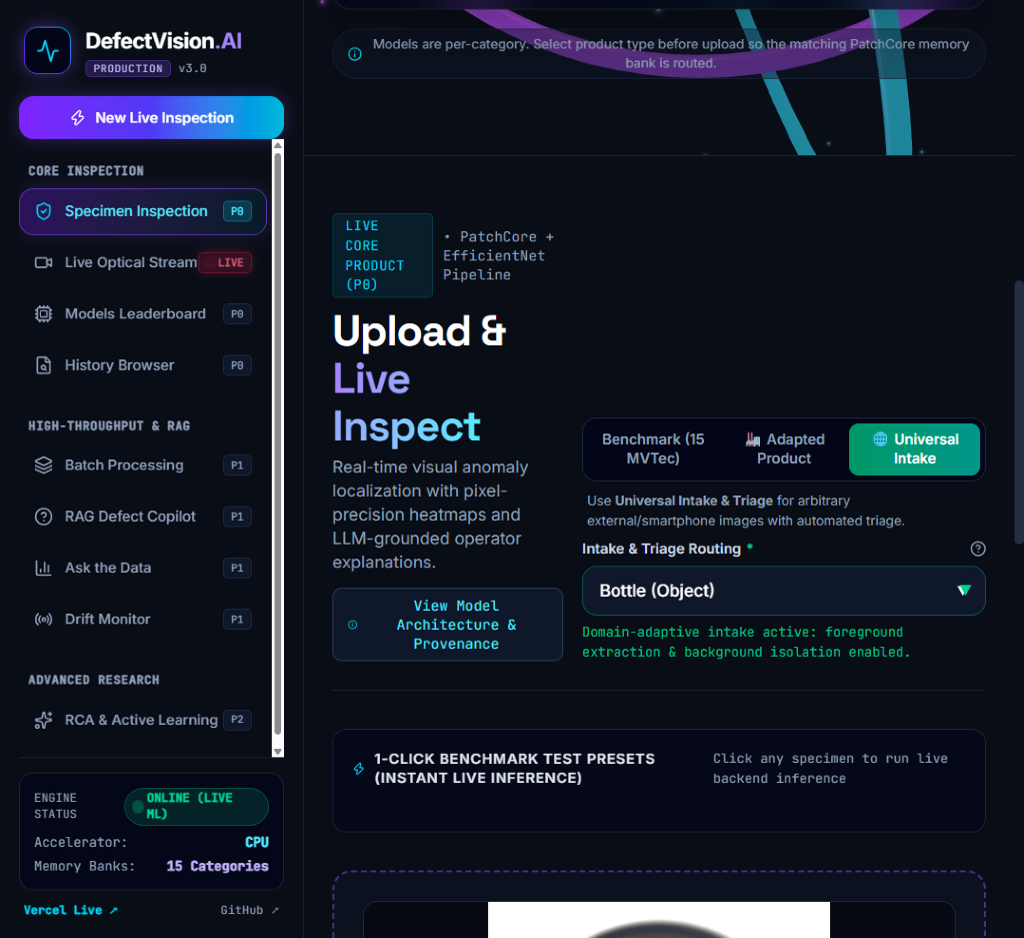 DefectVision.AI
PRODUCTION v3.0
New Live Inspection
CORE INSPECTION
Specimen Inspection P0
Live Optical Stream LIVE
Models Leaderboard P0
History Browser P0
HIGH-THROUGHPUT & RAG
Batch Processing P1
RAG Defect Copilot P1
Ask the Data P1
Drift Monitor P1
ADVANCED RESEARCH
RCA & Active Learning P2
ENGINE
STATUS
ONLINE (LIVE
ML)
Accelerator: CPU
Memory Banks: 15 Categories
Vercel Live ↗ GitHub ↗
Models are per-category. Select product type before upload so the matching PatchCore memory
bank is routed.
LIVE
CORE
PRODUCT
(P0)
• PatchCore +
EfficientNet
Pipeline
Upload &
Live
Inspect
Real-time visual anomaly
localization with pixel-
precision heatmaps and
LLM-grounded operator
explanations.
View Model
Architecture &
Provenance
Benchmark (15
MVTec)
Adapted
Product
Universal
Intake
Use Universal Intake & Triage for arbitrary
external/smartphone images with automated triage.
Intake & Triage Routing *
Bottle (Object)
Domain-adaptive intake active: foreground
extraction & background isolation enabled.
1-CLICK BENCHMARK TEST PRESETS
(INSTANT LIVE INFERENCE)
Click any specimen to run live
backend inference